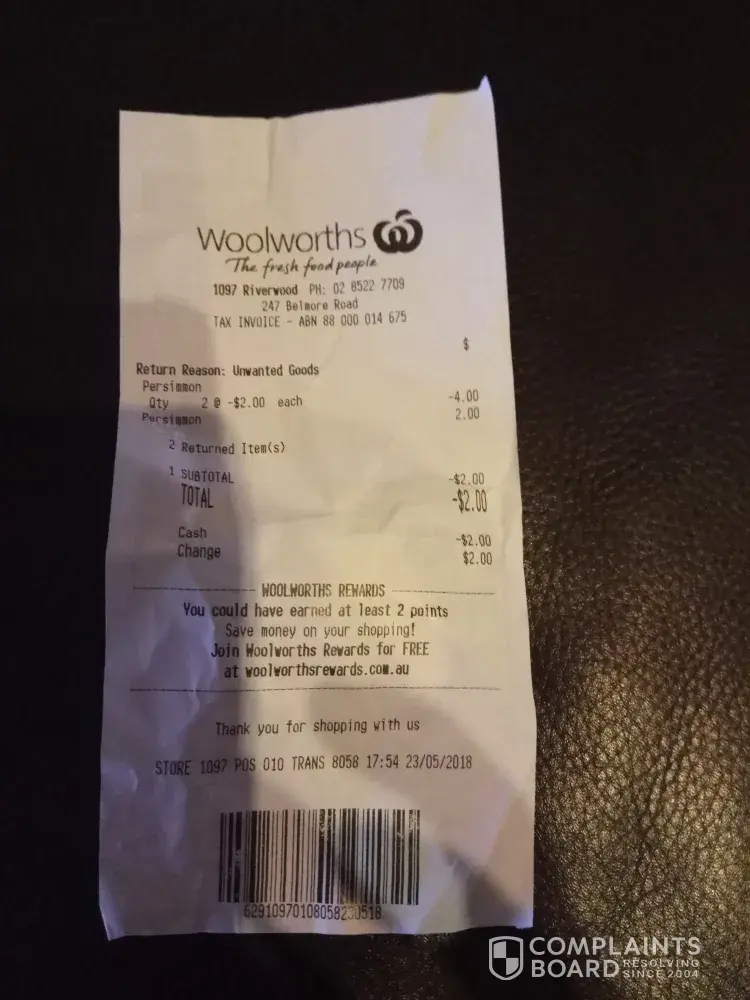 Woolworths
The fresh food people
1097 Riverwood PH: 02 8522 7709
247 Belmore Road
TAX INVOICE - ABN 88 000 014 675
$
Return Reason: Unwanted Goods
Persimmon
Qty 2 @ -$2.00 each -4.00
Persimmon 2.00
2 Returned Item(s)
1 SUBTOTAL -$2.00
TOTAL -$2.00
Cash -$2.00
Change $2.00
WOOLWORTHS REWARDS
You could have earned at least 2 points
Save money on your shopping!
Join Woolworths Rewards for FREE
at woolworthsrewards.com.au
Thank you for shopping with us
STORE 1097 POS 010 TRANS 8058 17:54 23/05/2018
62910970108058230518
COMPLAINTS
BOARD RESOLVING
SINCE 2004